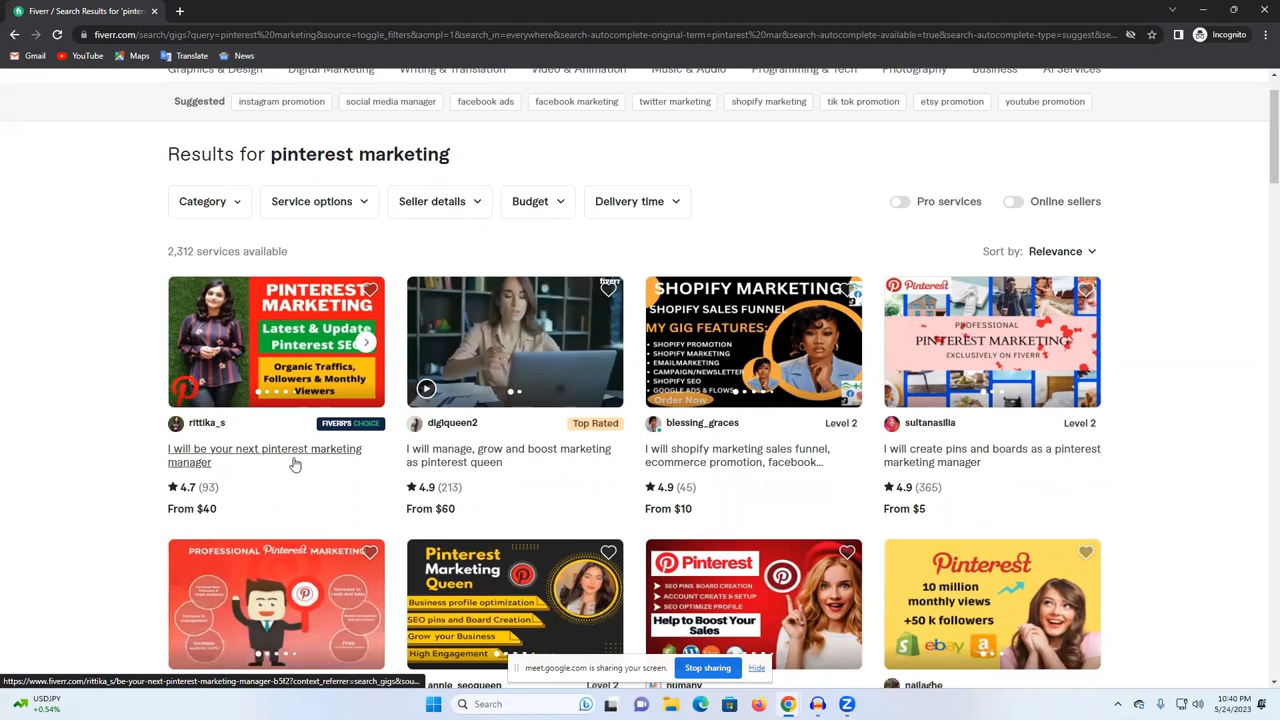 Fiverr / Search Results for 'pinter
fiverr.com/search/gigs?query=pinterest%20marketing&source=toggle_filters&acmpl=1&search_in=everywhere&search-autocomplete-original-term=pintarest%20mar&search-autocomplete-available=true&search-autocomplete-type=suggest&se...
Incognito
Gmail YouTube Maps Translate News
Graphics & Design Digital Marketing Writing & Translation Video & Animation Music & Audio Programming & Tech Photography Business AI Services
Suggested instagram promotion social media manager facebook ads facebook marketing twitter marketing shopify marketing tik tok promotion etsy promotion youtube promotion
Results for pinterest marketing
Category Service options Seller details Budget Delivery time Pro services Online sellers
2,312 services available Sort by: Relevance
PINTEREST
MARKETING
Latest & Update
Pinterest SEO
Organic Traffics,
Followers & Monthly
Viewers
fiverr
SHOPIFY MARKETING
SHOPIFY SALES FUNNEL
MY GIG FEATURES:
• SHOPIFY PROMOTION
• SHOPIFY MARKETING
• EMAILMARKETING
• CAMPAIGN/NEWSLETTER
• SHOPIFY SEO
• GOOGLE ADS & FLOWS
Order Now
Pinterest
PROFESSIONAL
PINTEREST MARKETING
EXCLUSIVELY ON FIVERR
rittika_s FIVERR'S CHOICE
digiqueen2 Top Rated
blessing_graces Level 2
sultanasilia Level 2
I will be your next pinterest marketing
manager
I will manage, grow and boost marketing
as pinterest queen
I will shopify marketing sales funnel,
ecommerce promotion, facebook...
I will create pins and boards as a pinterest
marketing manager
4.7 (93)
4.9 (213)
4.9 (45)
4.9 (365)
From $40
From $60
From $10
From $5
PROFESSIONAL Pinterest MARKETING
Pinterest
Marketing
Queen
Business profile optimization
SEO pins and Board Creation
Grow your Business
High Engagement
Pinterest
SEO PINS BOARD CREATION
ACCOUNT CREATE & SETUP
SEO OPTIMIZE PROFILE
Help to Boost Your
Sales
Pinterest
10 million
monthly views
+50 k followers
ebay
meet.google.com is sharing your screen. Stop sharing Hide
annie_seoqueen Level 2
numany
nailaghe
https://www.fiverr.com/rittika_s/be-your-next-pinterest-marketing-manager-b5f2?context_referrer=search_gigs&sou...
USDJPY
+0.54%
Search
10:40 PM
5/24/2023